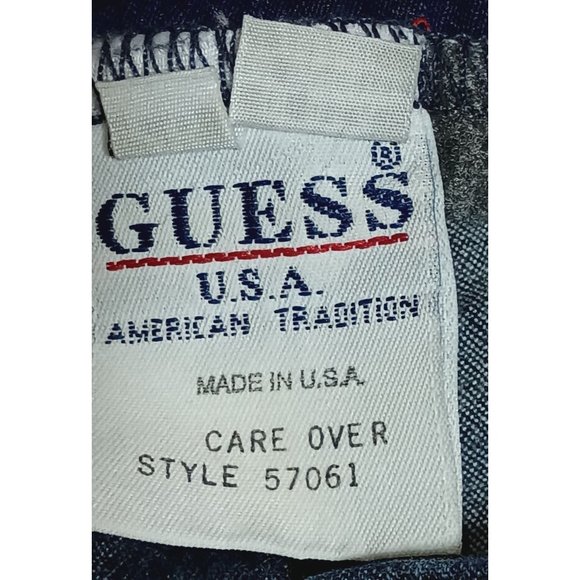 ®
GUESS
U.S.A.
AMERICAN TRADITION
MADE IN U.S.A.
CARE OVER
STYLE 57061